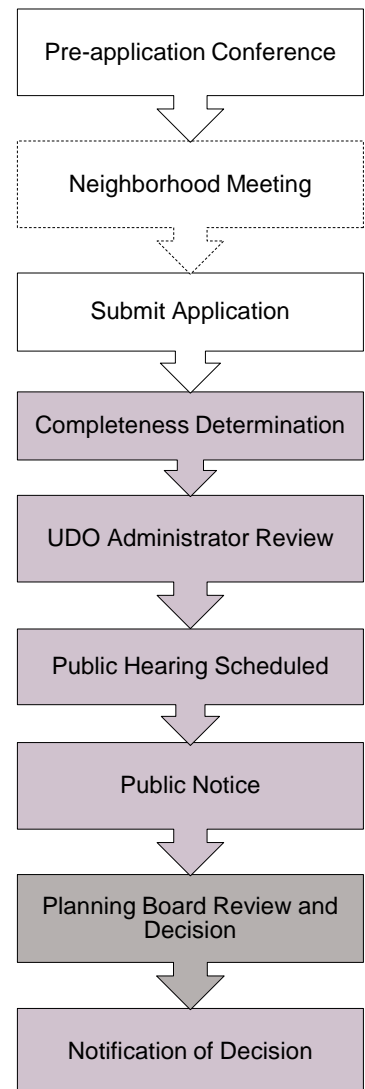 Pre-application Conference
Neighborhood Meeting
Submit Application
Completeness Determination
UDO Administrator Review
Public Hearing Scheduled
Public Notice
Planning Board Review and
Decision
Notification of Decision